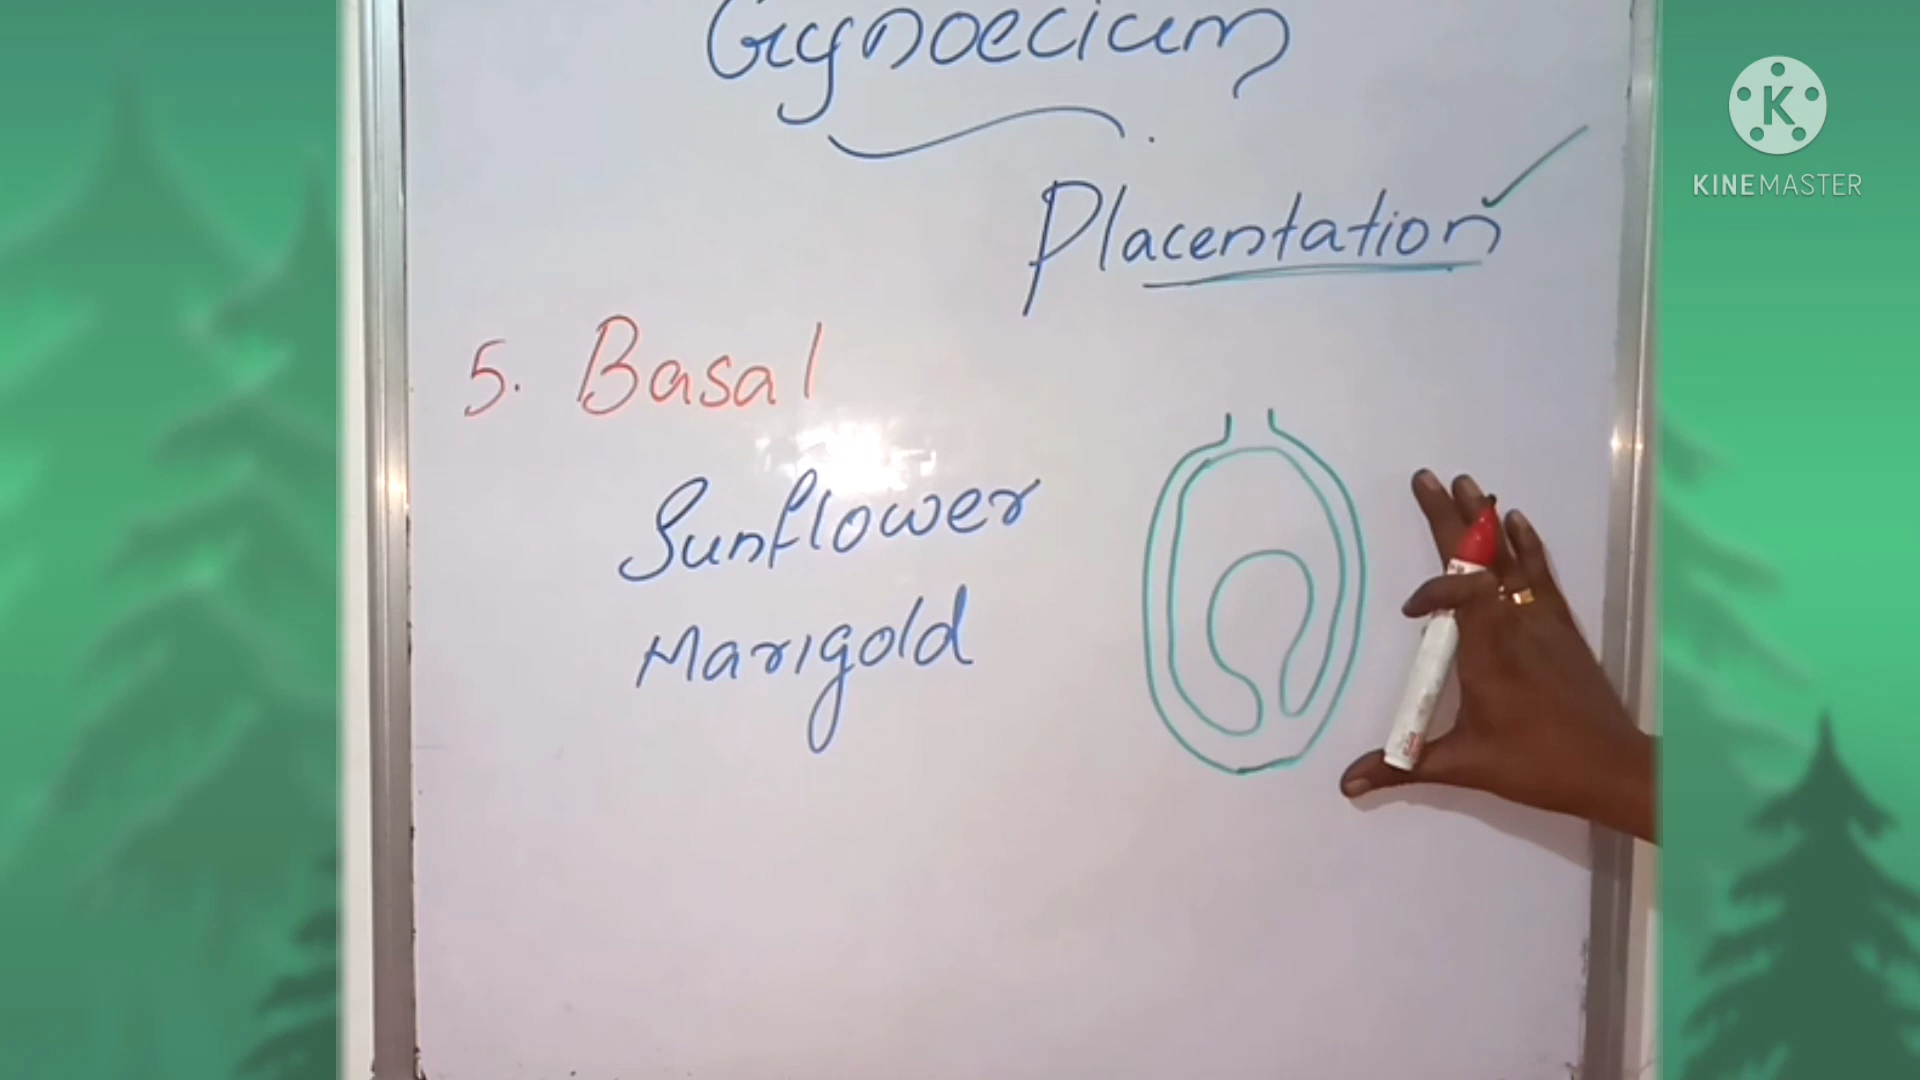 Gynoecium
Placentation
5. Basal
Sunflower
Marigold
K
KINEMASTER